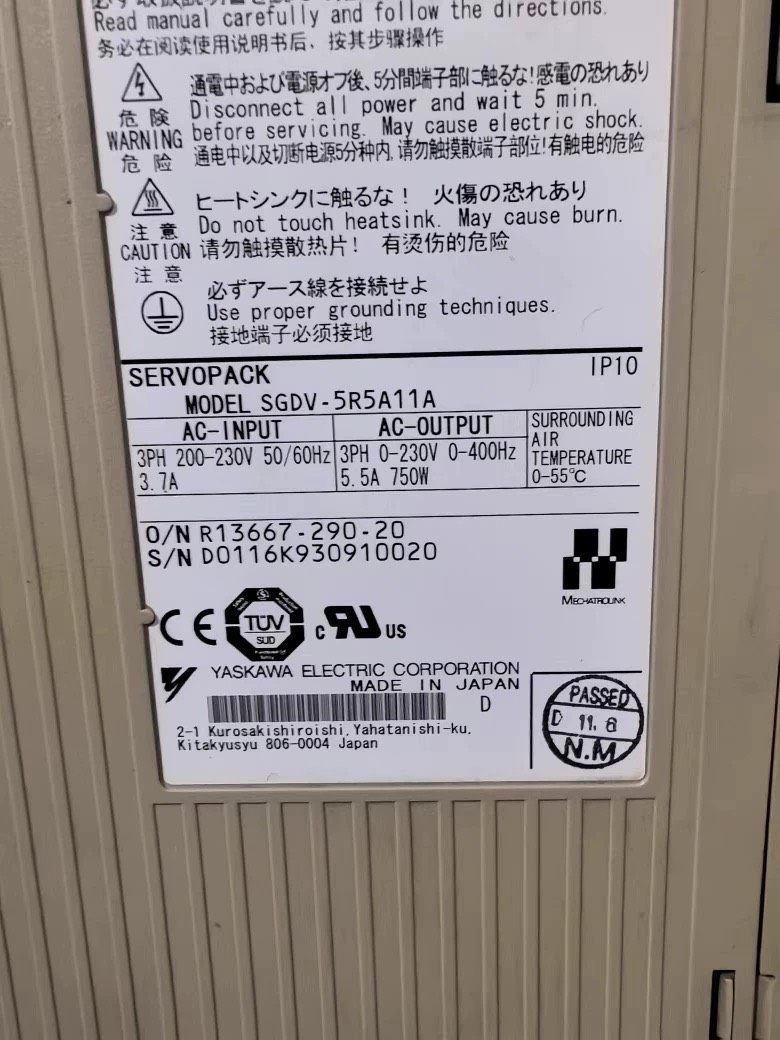 Read manual carefully and follow the directions.
务必在阅读使用说明书后、按其步骤操作
通電中および電源オフ後、5分間端子部に触るな!感電の恐れあり
危 険
Disconnect all power and wait 5 min.
WARNING
before servicing. May cause electric shock.
危 险
通电中以及切断电源5分种内,请勿触摸散端子部位!有触电的危险
ヒートシンクに触るな! 火傷の恐れあり
注 意
Do not touch heatsink. May cause burn.
CAUTION
请勿触摸散热片! 有烫伤的危险
注 意
必ずアース線を接続せよ
Use proper grounding techniques.
接地端子必须接地
SERVOPACK
IP10
MODEL SGDV-5R5A11A
AC-INPUT
3PH 200-230V 50/60Hz
3.7A
AC-OUTPUT
3PH 0-230V 0-400Hz
5.5A 750W
SURROUNDING
AIR
TEMPERATURE
0-55℃
O/N R13667-290-20
S/N D0116K930910020
MECHATROLINK
CE
TÜV
SÜD
c RU US
YASKAWA ELECTRIC CORPORATION
MADE IN JAPAN
D
2-1 Kurosakishiroishi, Yahatanishi-ku,
Kitakyusyu 806-0004 Japan
PASSED
D 11.8
N.M